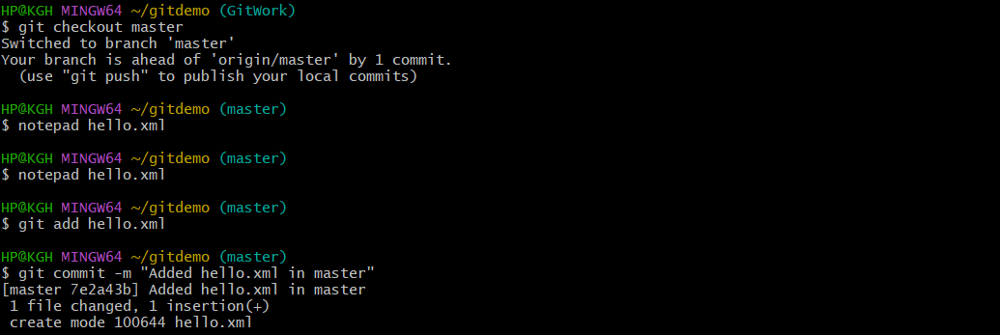 HP@KGH MINGW64 ~/gitdemo (GitWork)
$ git checkout master
Switched to branch 'master'
Your branch is ahead of 'origin/master' by 1 commit.
  (use "git push" to publish your local commits)

HP@KGH MINGW64 ~/gitdemo (master)
$ notepad hello.xml

HP@KGH MINGW64 ~/gitdemo (master)
$ notepad hello.xml

HP@KGH MINGW64 ~/gitdemo (master)
$ git add hello.xml

HP@KGH MINGW64 ~/gitdemo (master)
$ git commit -m "Added hello.xml in master"
[master 7e2a43b] Added hello.xml in master
 1 file changed, 1 insertion(+)
 create mode 100644 hello.xml